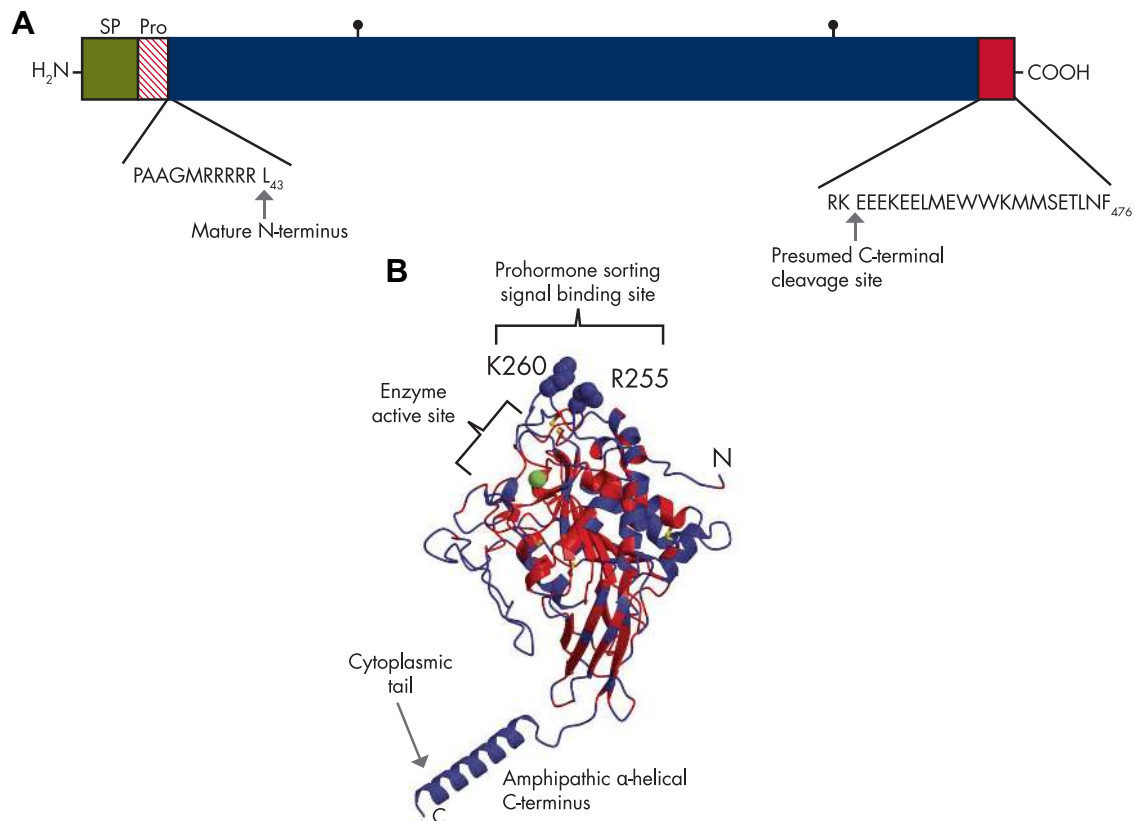 A
SP Pro
H₂N
COOH
PAAGMRRRRR L₄₃
Mature N-terminus
RK EEEKEELMEWWKMMSETLNF₄₇₆
Presumed C-terminal
cleavage site
B
Prohormone sorting
signal binding site
K260
R255
Enzyme
active site
N
Cytoplasmic
tail
Amphipathic α-helical
C-terminus
C